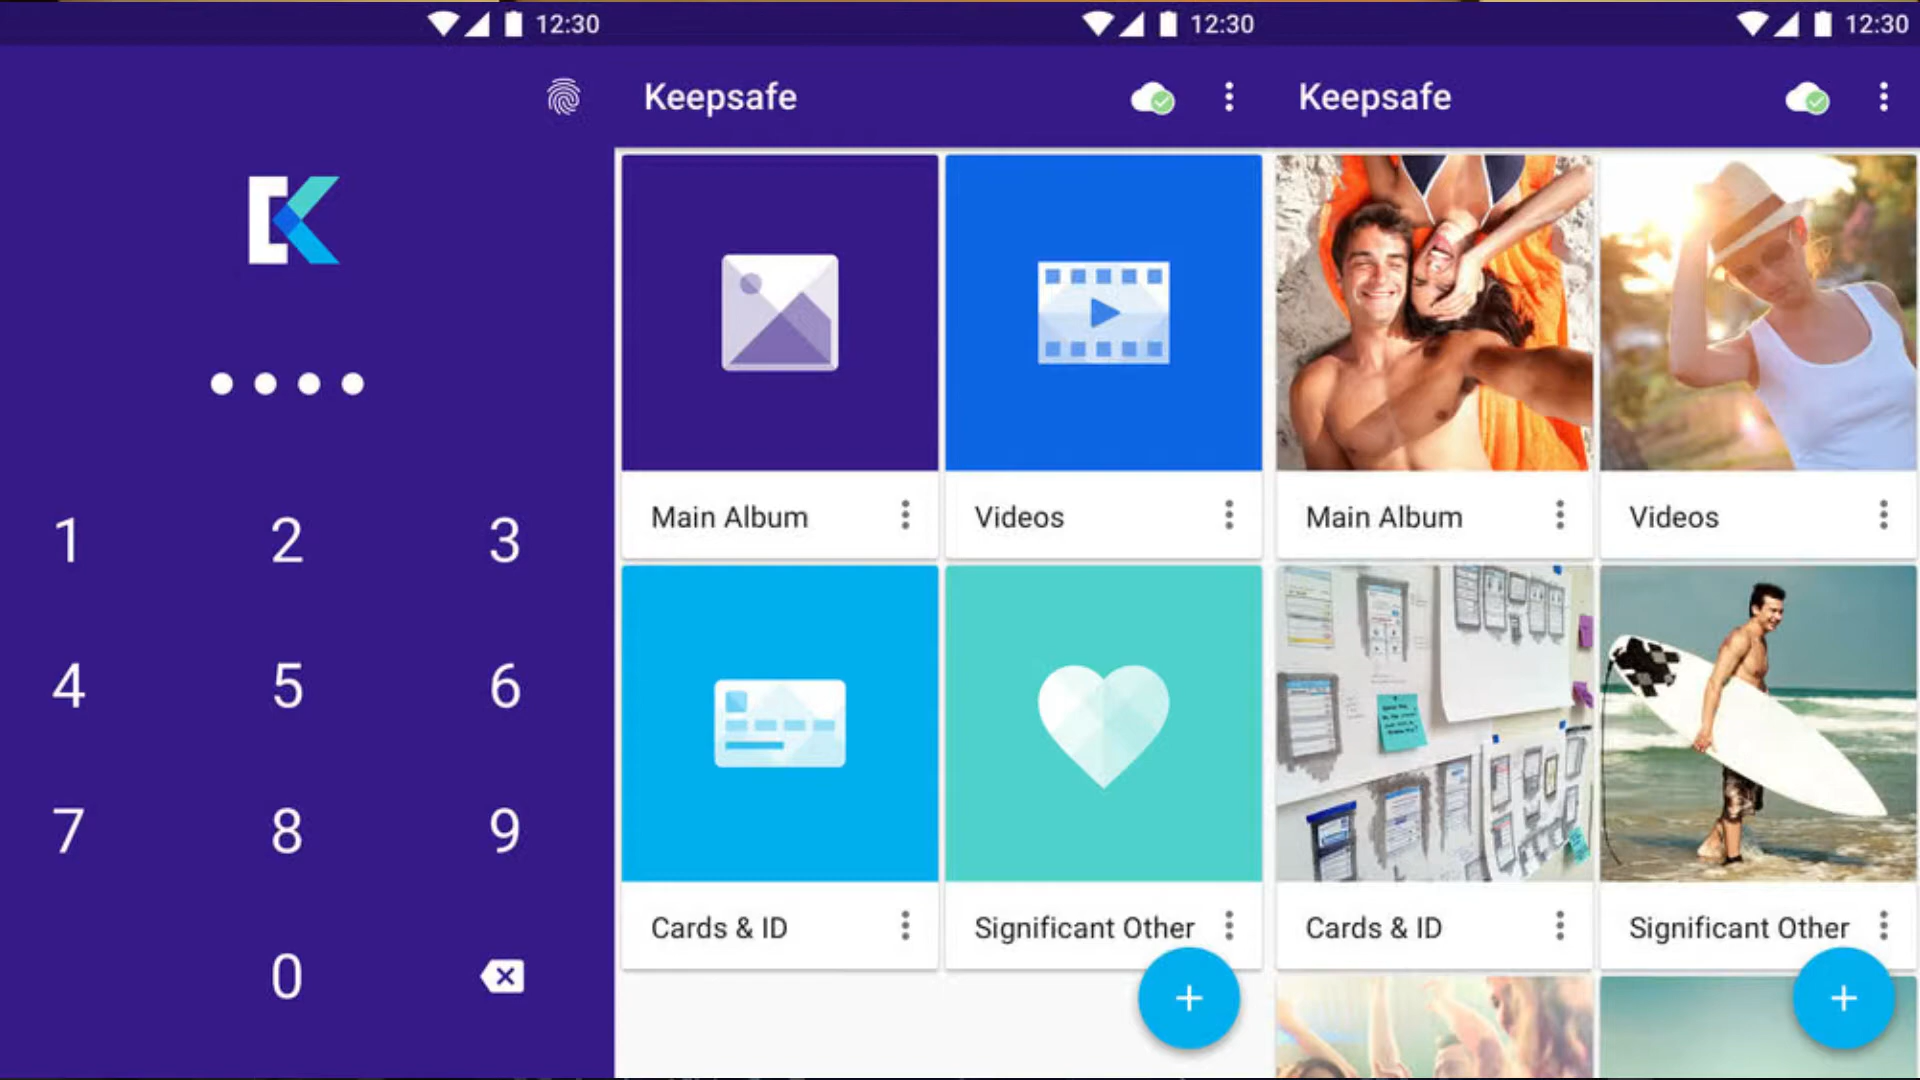 12:30
1 2 3
4 5 6
7 8 9
0
12:30
Keepsafe
Main Album
Videos
Cards & ID
Significant Other
+
12:30
Keepsafe
Main Album
Videos
Cards & ID
Significant Other
+